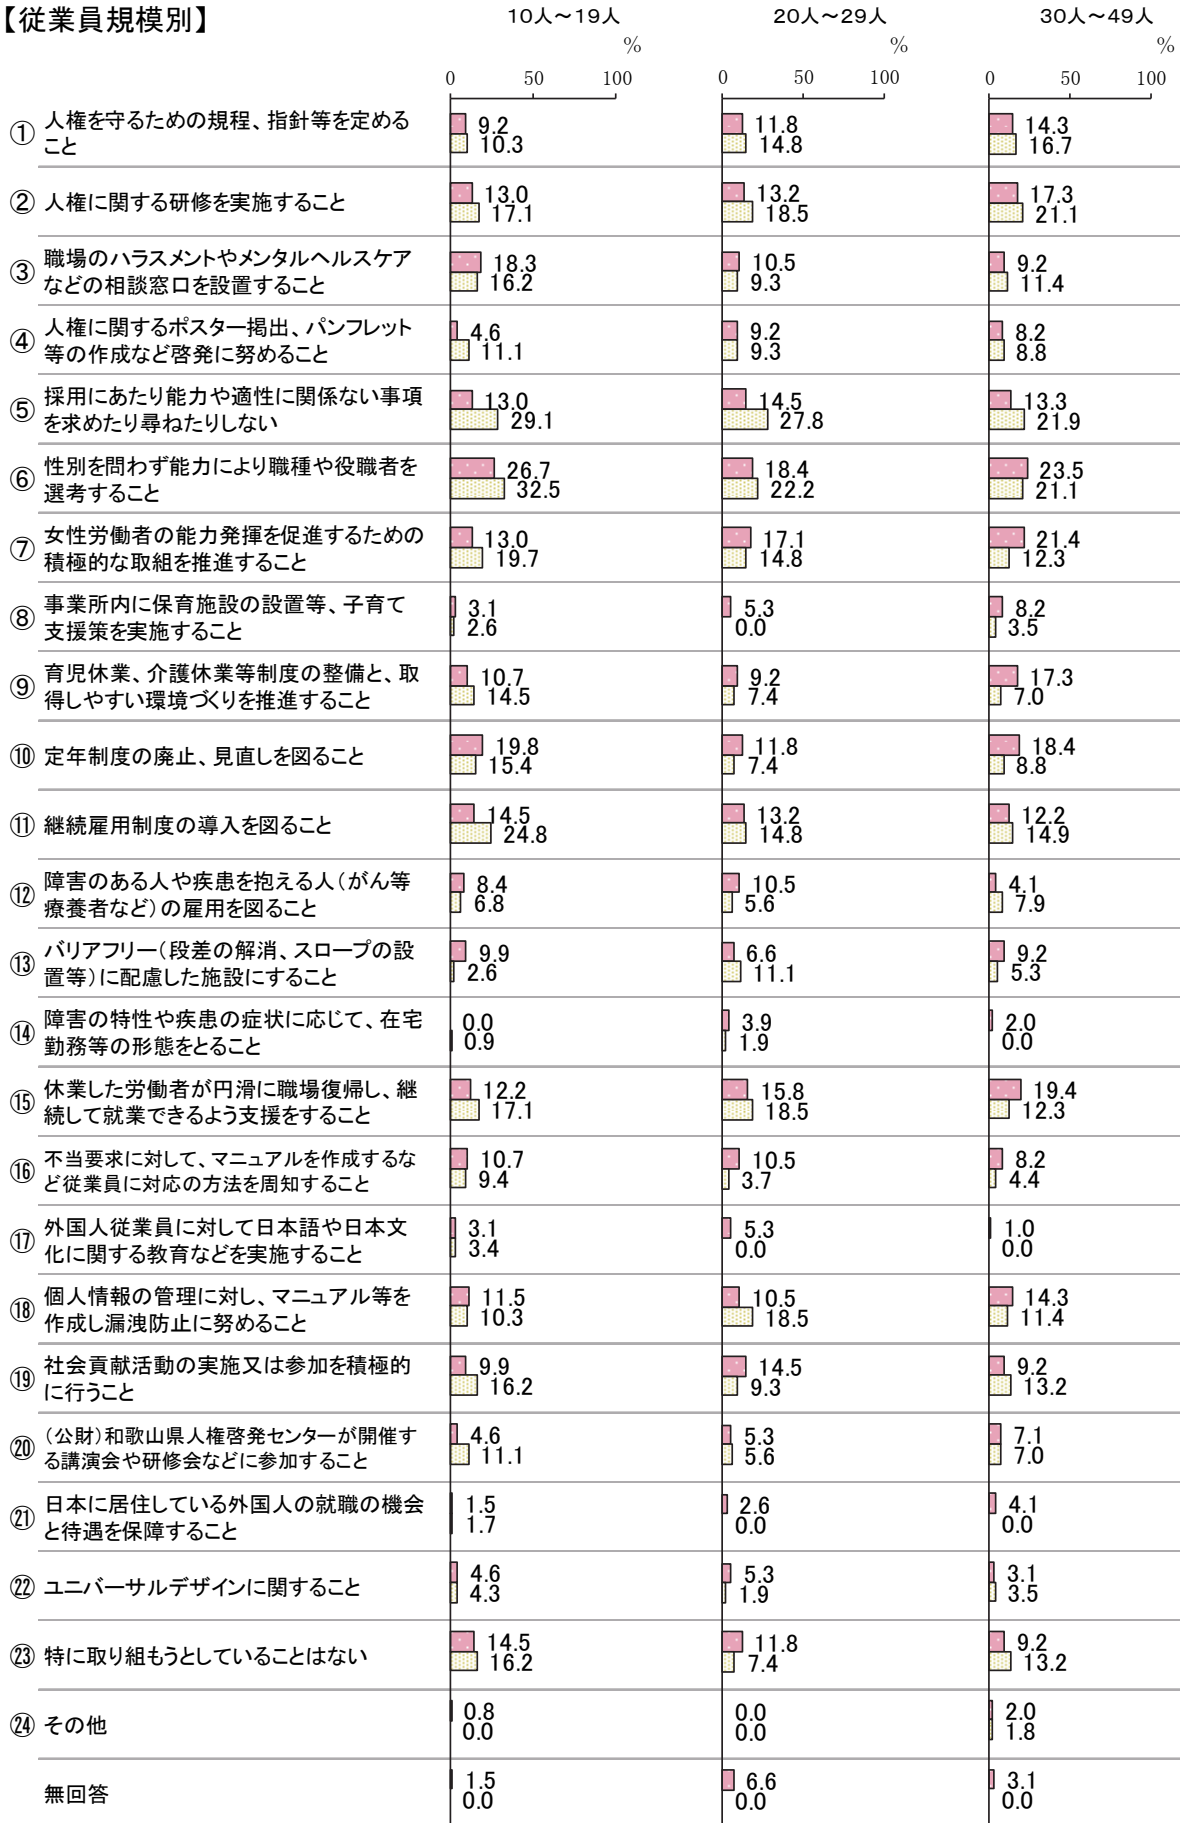 【従業員規模別】
10人～19人 20人～29人 30人～49人
% % %
0 50 100 0 50 100 0 50 100
① 人権を守るための規程、指針等を定める
こと
9.2 11.8 14.3
10.3 14.8 16.7
② 人権に関する研修を実施すること
13.0 13.2 17.3
17.1 18.5 21.1
③ 職場のハラスメントやメンタルヘルスケア
などの相談窓口を設置すること
18.3 10.5 9.2
16.2 9.3 11.4
④ 人権に関するポスター掲出、パンフレット
等の作成など啓発に努めること
4.6 9.2 8.2
11.1 9.3 8.8
⑤ 採用にあたり能力や適性に関係ない事項
を求めたり尋ねたりしない
13.0 14.5 13.3
29.1 27.8 21.9
⑥ 性別を問わず能力により職種や役職者を
選考すること
26.7 18.4 23.5
32.5 22.2 21.1
⑦ 女性労働者の能力発揮を促進するための
積極的な取組を推進すること
13.0 17.1 21.4
19.7 14.8 12.3
⑧ 事業所内に保育施設の設置等、子育て
支援策を実施すること
3.1 5.3 8.2
2.6 0.0 3.5
⑨ 育児休業、介護休業等制度の整備と、取
得しやすい環境づくりを推進すること
10.7 9.2 17.3
14.5 7.4 7.0
⑩ 定年制度の廃止、見直しを図ること
19.8 11.8 18.4
15.4 7.4 8.8
⑪ 継続雇用制度の導入を図ること
14.5 13.2 12.2
24.8 14.8 14.9
⑫ 障害のある人や疾患を抱える人（がん等
療養者など）の雇用を図ること
8.4 10.5 4.1
6.8 5.6 7.9
⑬ バリアフリー（段差の解消、スロープの設
置等）に配慮した施設にすること
9.9 6.6 9.2
2.6 11.1 5.3
⑭ 障害の特性や疾患の症状に応じて、在宅
勤務等の形態をとること
0.0 3.9 2.0
0.9 1.9 0.0
⑮ 休業した労働者が円滑に職場復帰し、継
続して就業できるよう支援をすること
12.2 15.8 19.4
17.1 18.5 12.3
⑯ 不当要求に対して、マニュアルを作成するな
ど従業員に対応の方法を周知すること
10.7 10.5 8.2
9.4 3.7 4.4
⑰ 外国人従業員に対して日本語や日本文
化に関する教育などを実施すること
3.1 5.3 1.0
3.4 0.0 0.0
⑱ 個人情報の管理に対し、マニュアル等を
作成し漏洩防止に努めること
11.5 10.5 14.3
10.3 18.5 11.4
⑲ 社会貢献活動の実施又は参加を積極的
に行うこと
9.9 14.5 9.2
16.2 9.3 13.2
⑳ （公財）和歌山県人権啓発センターが開催す
る講演会や研修会などに参加すること
4.6 5.3 7.1
11.1 5.6 7.0
㉑ 日本に居住している外国人の就職の機会
と待遇を保障すること
1.5 2.6 4.1
1.7 0.0 0.0
㉒ ユニバーサルデザインに関すること
4.6 5.3 3.1
4.3 1.9 3.5
㉓ 特に取り組もうとしていることはない
14.5 11.8 9.2
16.2 7.4 13.2
㉔ その他
0.8 0.0 2.0
0.0 0.0 1.8
無回答
1.5 6.6 3.1
0.0 0.0 0.0